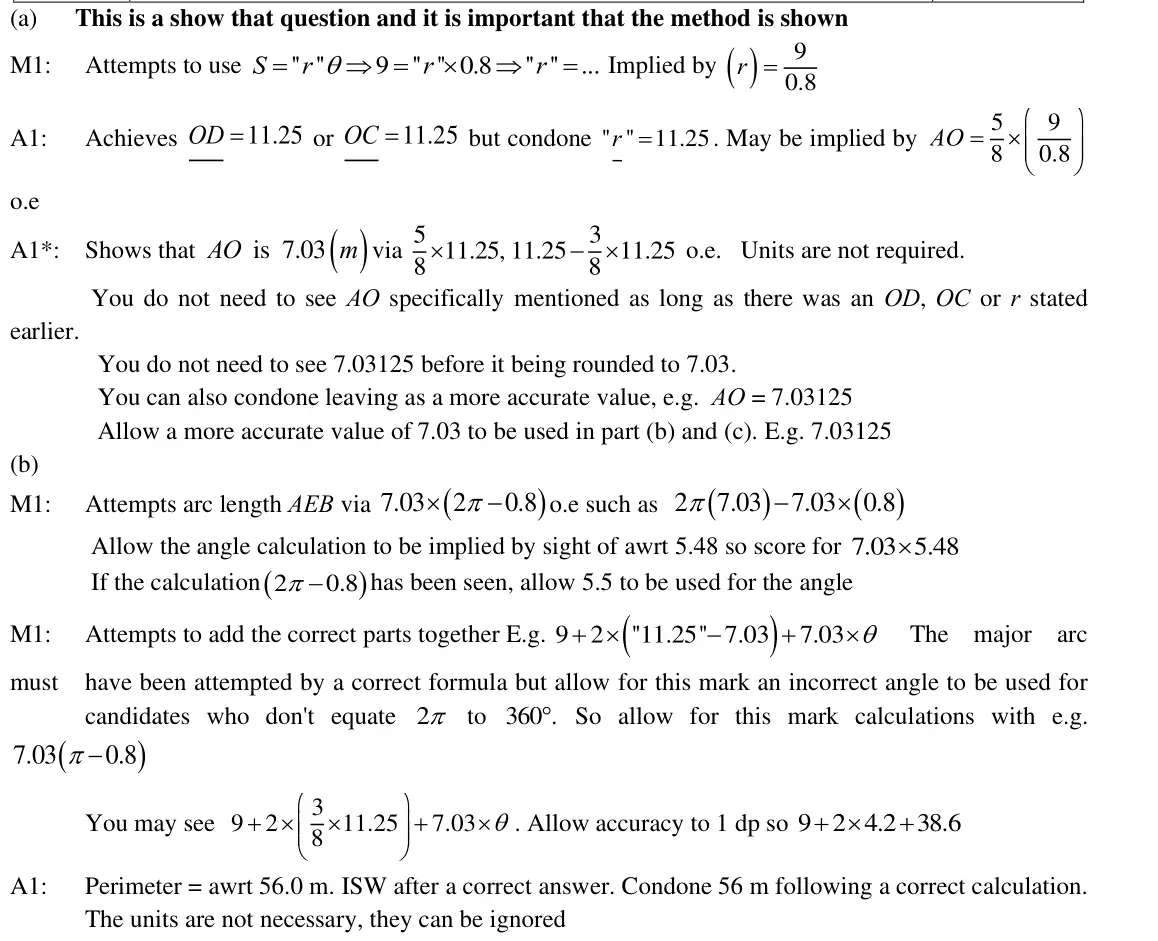 (a) This is a show that question and it is important that the method is shown
M1: Attempts to use S = "r"θ ⇒ 9 = "r"×0.8 ⇒ "r" = ... Implied by (r) = 9/0.8
A1: Achieves OD = 11.25 or OC = 11.25 but condone "r" = 11.25. May be implied by AO = 5/8 × (9/0.8)
o.e
A1*: Shows that AO is 7.03(m) via 5/8 × 11.25, 11.25 − 3/8 × 11.25 o.e. Units are not required.
You do not need to see AO specifically mentioned as long as there was an OD, OC or r stated
earlier.
You do not need to see 7.03125 before it being rounded to 7.03.
You can also condone leaving as a more accurate value, e.g. AO = 7.03125
Allow a more accurate value of 7.03 to be used in part (b) and (c). E.g. 7.03125
(b)
M1: Attempts arc length AEB via 7.03×(2π − 0.8) o.e such as 2π(7.03) − 7.03×(0.8)
Allow the angle calculation to be implied by sight of awrt 5.48 so score for 7.03×5.48
If the calculation (2π − 0.8) has been seen, allow 5.5 to be used for the angle
M1: Attempts to add the correct parts together E.g. 9 + 2×("11.25"− 7.03) + 7.03×θ The major arc
must have been attempted by a correct formula but allow for this mark an incorrect angle to be used for
candidates who don't equate 2π to 360°. So allow for this mark calculations with e.g.
7.03(π − 0.8)
You may see 9 + 2×(3/8 ×11.25) + 7.03×θ. Allow accuracy to 1 dp so 9 + 2×4.2 + 38.6
A1: Perimeter = awrt 56.0 m. ISW after a correct answer. Condone 56 m following a correct calculation.
The units are not necessary, they can be ignored